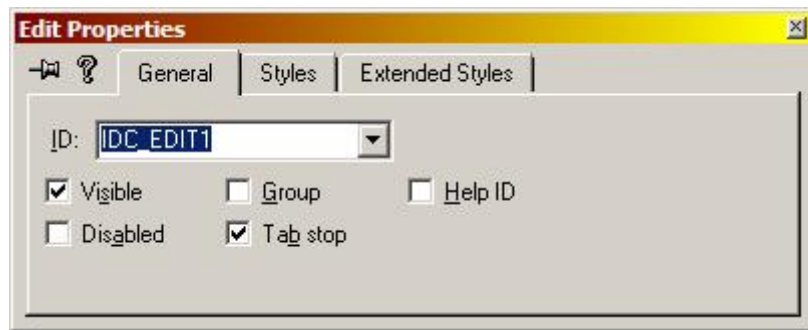 Edit Properties
General Styles Extended Styles
ID: IDC_EDIT1
Visible Group Help ID
Disabled Tab stop